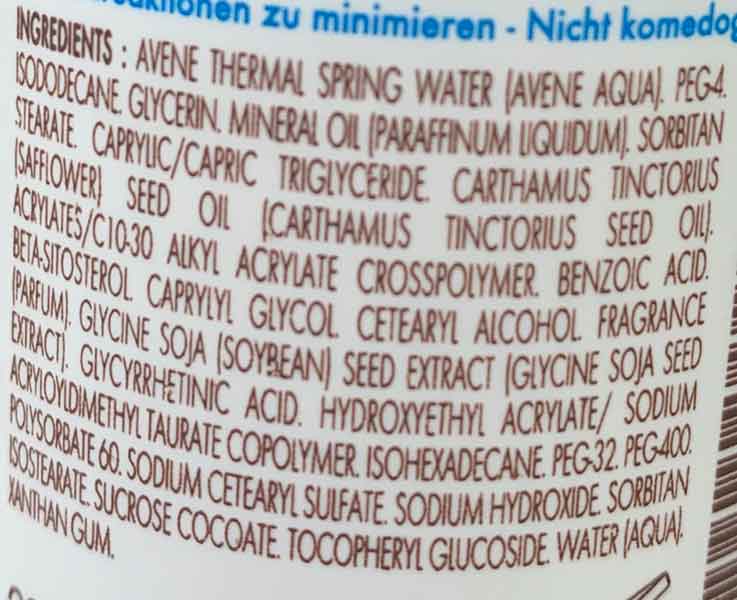 zu minimieren - Nicht komedog
INGREDIENTS : AVENE THERMAL SPRING WATER (AVENE AQUA). PEG-4.
ISODODECANE. GLYCERIN. MINERAL OIL (PARAFFINUM LIQUIDUM). SORBITAN
STEARATE. CAPRYLIC/CAPRIC TRIGLYCERIDE. CARTHAMUS TINCTORIUS
(SAFFLOWER) SEED OIL (CARTHAMUS TINCTORIUS SEED OIL).
ACRYLATES/C10-30 ALKYL ACRYLATE CROSSPOLYMER. BENZOIC ACID.
BETA-SITOSTEROL. CAPRYLYL GLYCOL. CETEARYL ALCOHOL. FRAGRANCE
(PARFUM). GLYCINE SOJA (SOYBEAN) SEED EXTRACT (GLYCINE SOJA SEED
EXTRACT). GLYCYRRHETINIC ACID. HYDROXYETHYL ACRYLATE/ SODIUM
ACRYLOYLDIMETHYL TAURATE COPOLYMER. ISOHEXADECANE. PEG-32. PEG-400.
POLYSORBATE 60. SODIUM CETEARYL SULFATE. SODIUM HYDROXIDE. SORBITAN
ISOSTEARATE. SUCROSE COCOATE. TOCOPHERYL GLUCOSIDE. WATER (AQUA).
XANTHAN GUM.